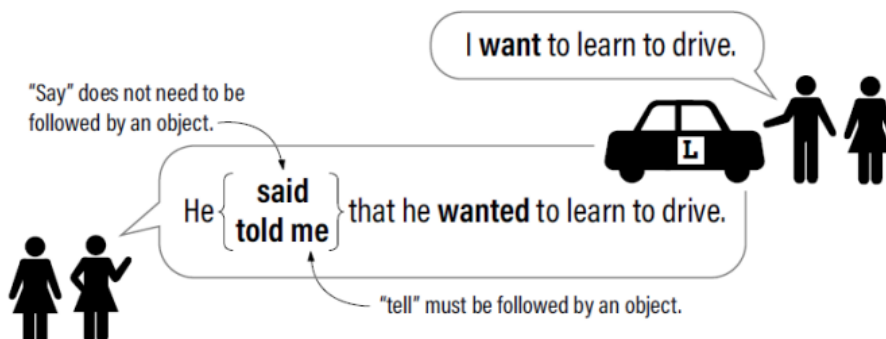 I want to learn to drive.
"Say" does not need to be
followed by an object.
L
He { said } that he wanted to learn to drive.
told me
"tell" must be followed by an object.